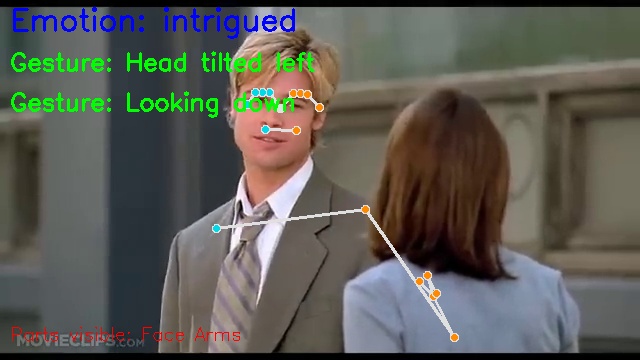 Emotion: intrigued
Gesture: Head tilted left
Gesture: Looking down
Parts visible: Face Arms
MOVIECLIPS.COM